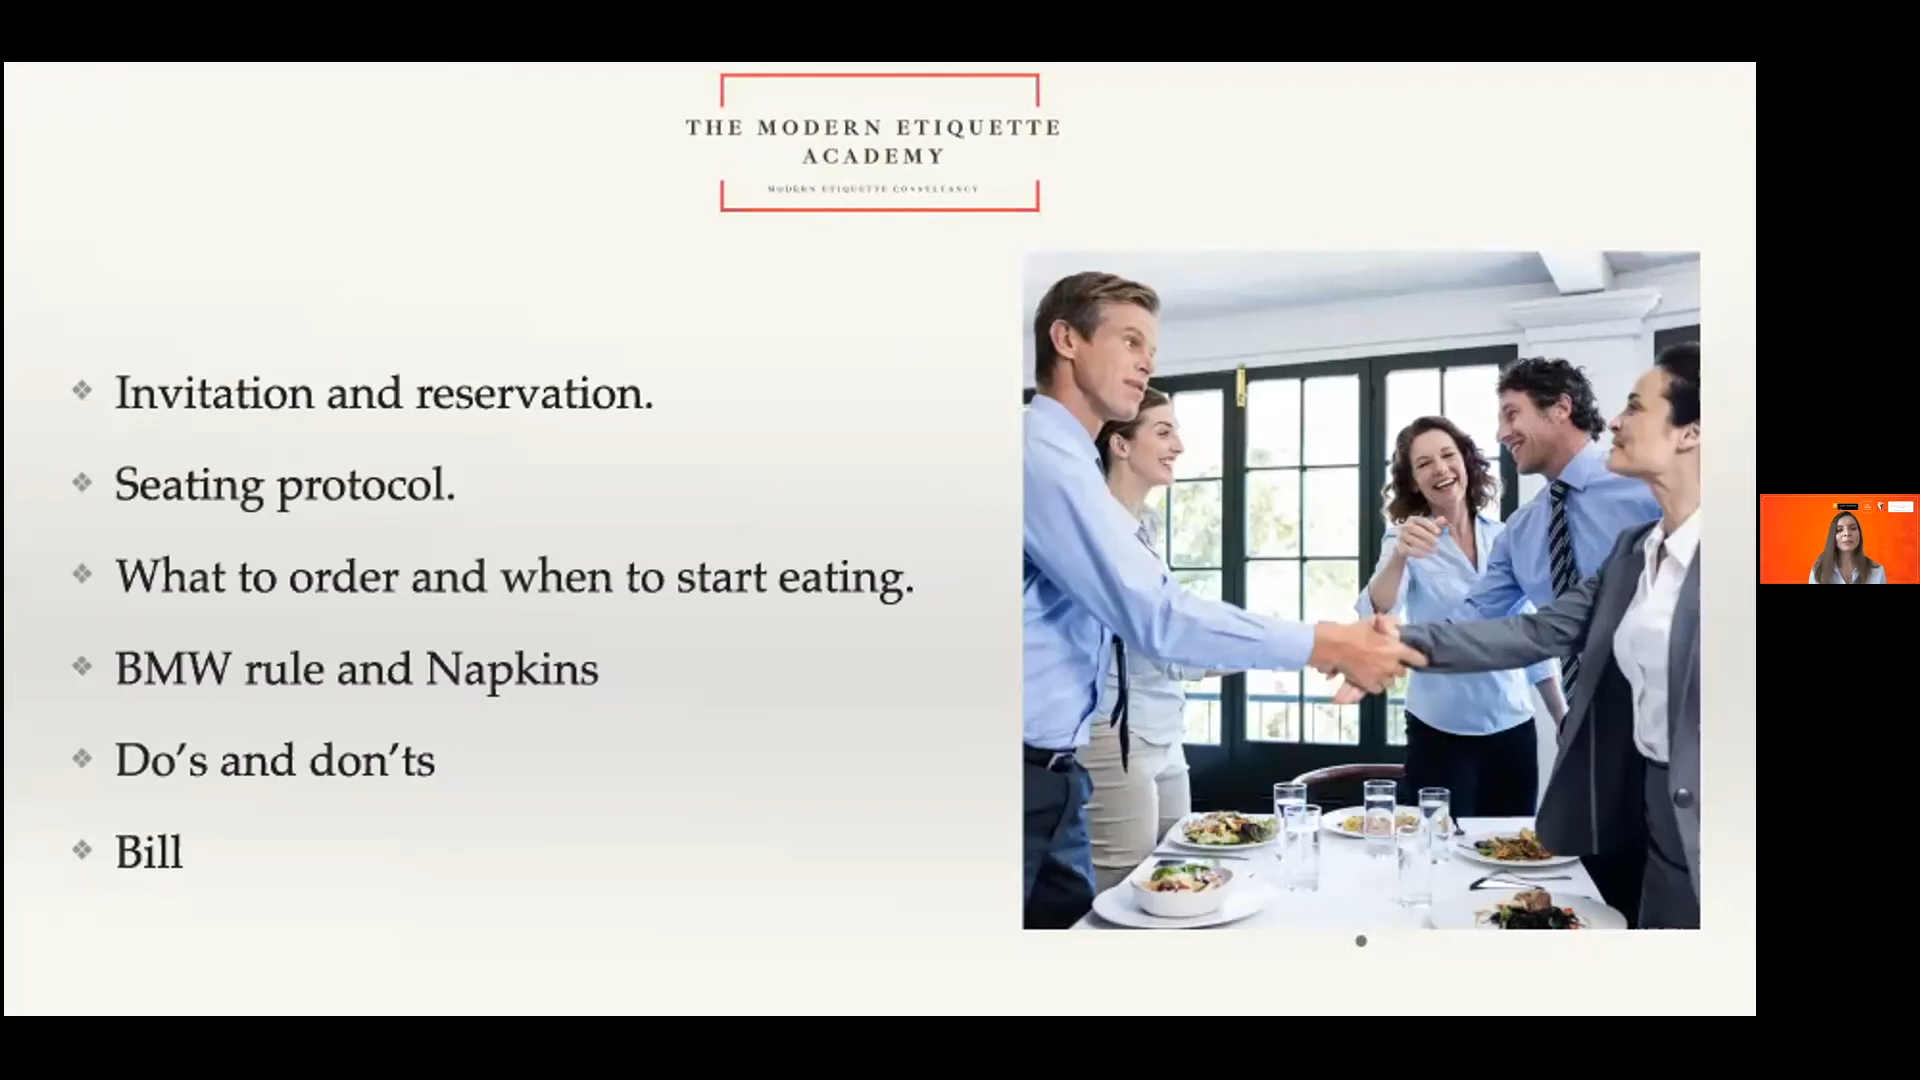 THE MODERN ETIQUETTE
ACADEMY
MODERN ETIQUETTE CONSULTANCY
Invitation and reservation.
Seating protocol.
What to order and when to start eating.
BMW rule and Napkins
Do’s and don’ts
Bill